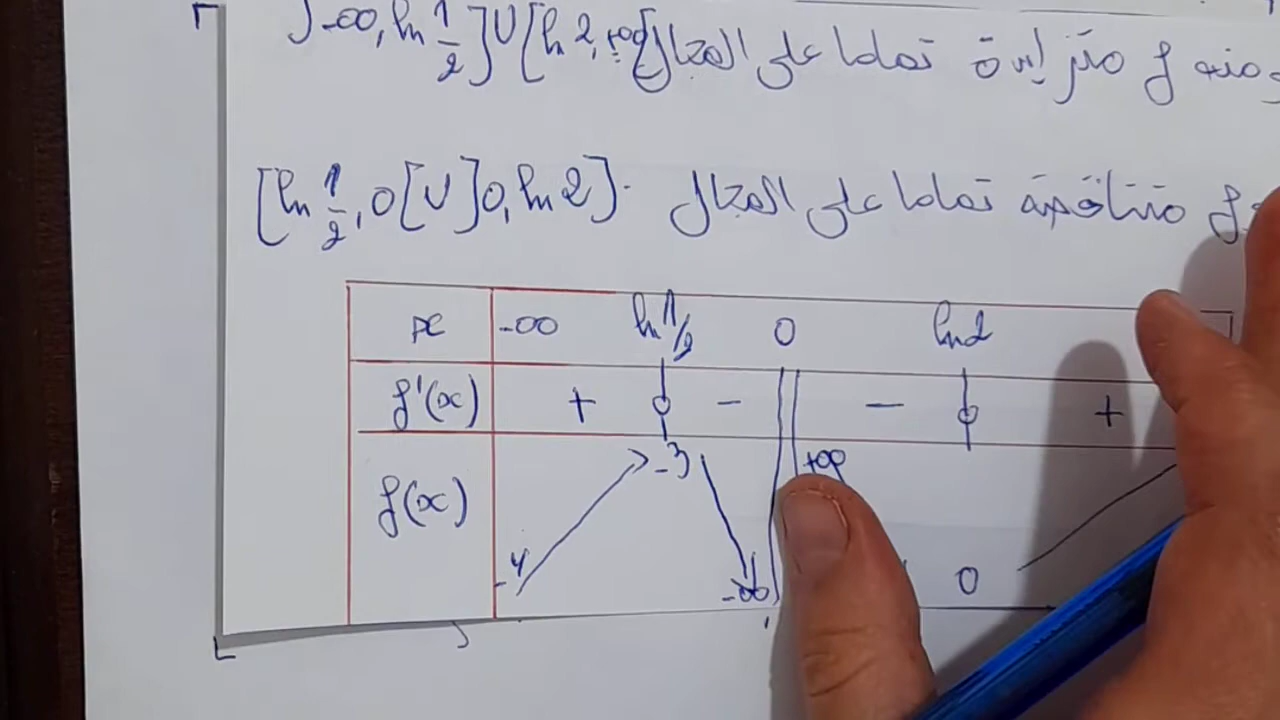 ومنه f متزايدة تماما على المجال ]-∞, ln 1/2] U [ln 2, +∞[
f متناقصة تماما على المجال [ln 1/2, 0[ U ]0, ln 2].
x -∞ ln 1/2 0 ln2
f'(x) + 0 - || - 0 +
f(x) -4 -3 -∞ +∞ 0